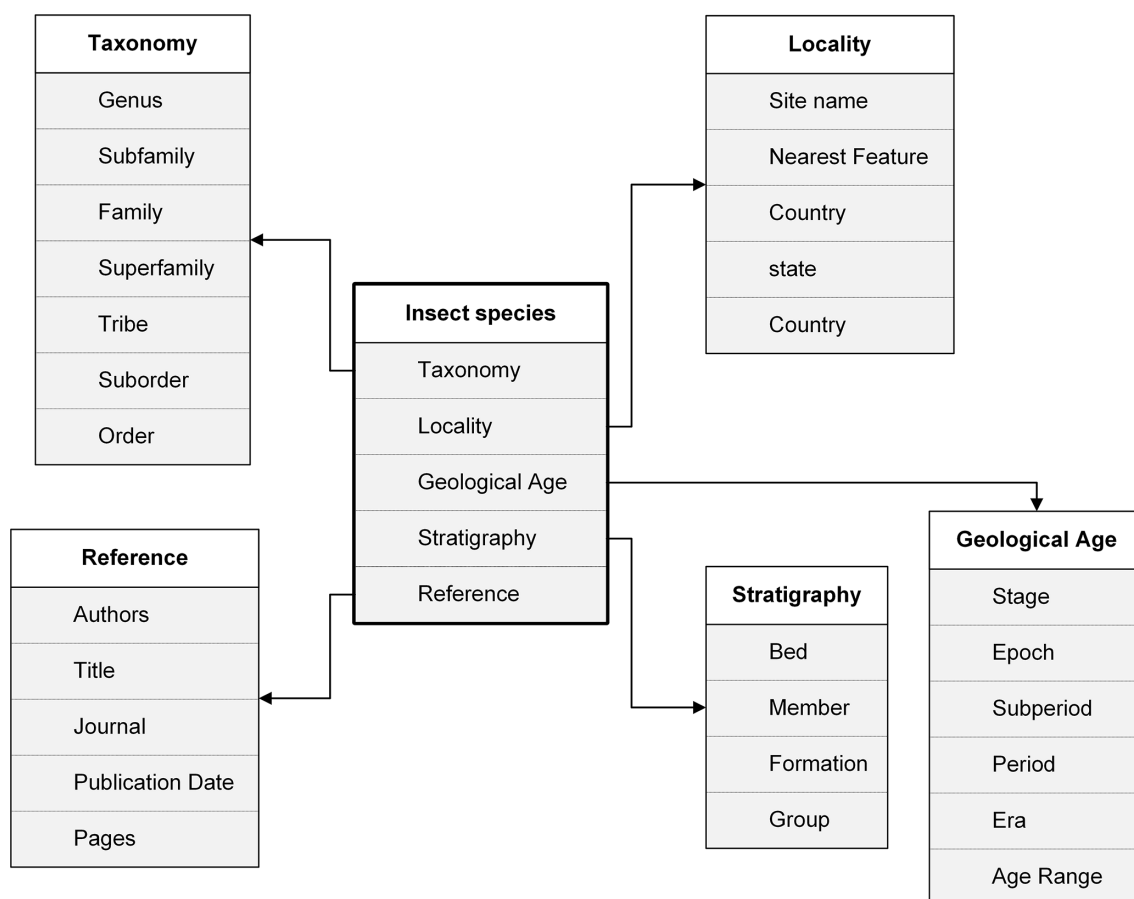 Taxonomy
Genus
Subfamily
Family
Superfamily
Tribe
Suborder
Order
Locality
Site name
Nearest Feature
Country
state
Country
Insect species
Taxonomy
Locality
Geological Age
Stratigraphy
Reference
Reference
Authors
Title
Journal
Publication Date
Pages
Stratigraphy
Bed
Member
Formation
Group
Geological Age
Stage
Epoch
Subperiod
Period
Era
Age Range